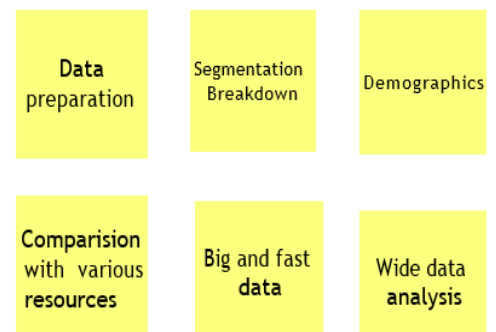 Data
preparation
Segmentation
Breakdown
Demographics
Comparision
with various
resources
Big and fast
data
Wide data
analysis